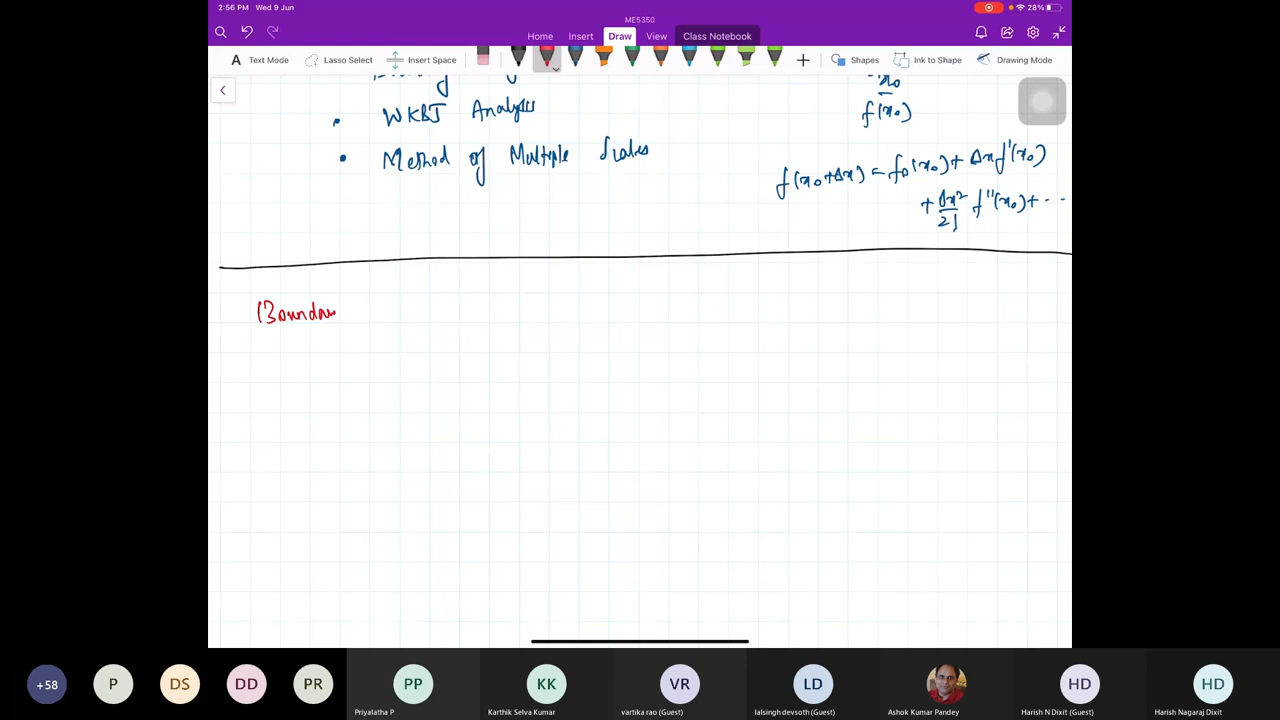 2:56 PM Wed 9 Jun
28%
ME5350
Home Insert Draw View Class Notebook
A Text Mode Lasso Select Insert Space Shapes Ink to Shape Drawing Mode
x₀
• WKBJ Analysis
f(x₀)
• Method of Multiple Scales
f(x₀+Δx) = f₀(x₀) + Δx f'(x₀)
+ Δx²/2! f''(x₀) + ...
Boundar
+58 P DS DD PR PP KK VR LD HD HD
Priyalatha P Karthik Selva Kumar vartika rao (Guest) lalsingh devsoth (Guest) Ashok Kumar Pandey Harish N Dixit (Guest) Harish Nagaraj Dixit